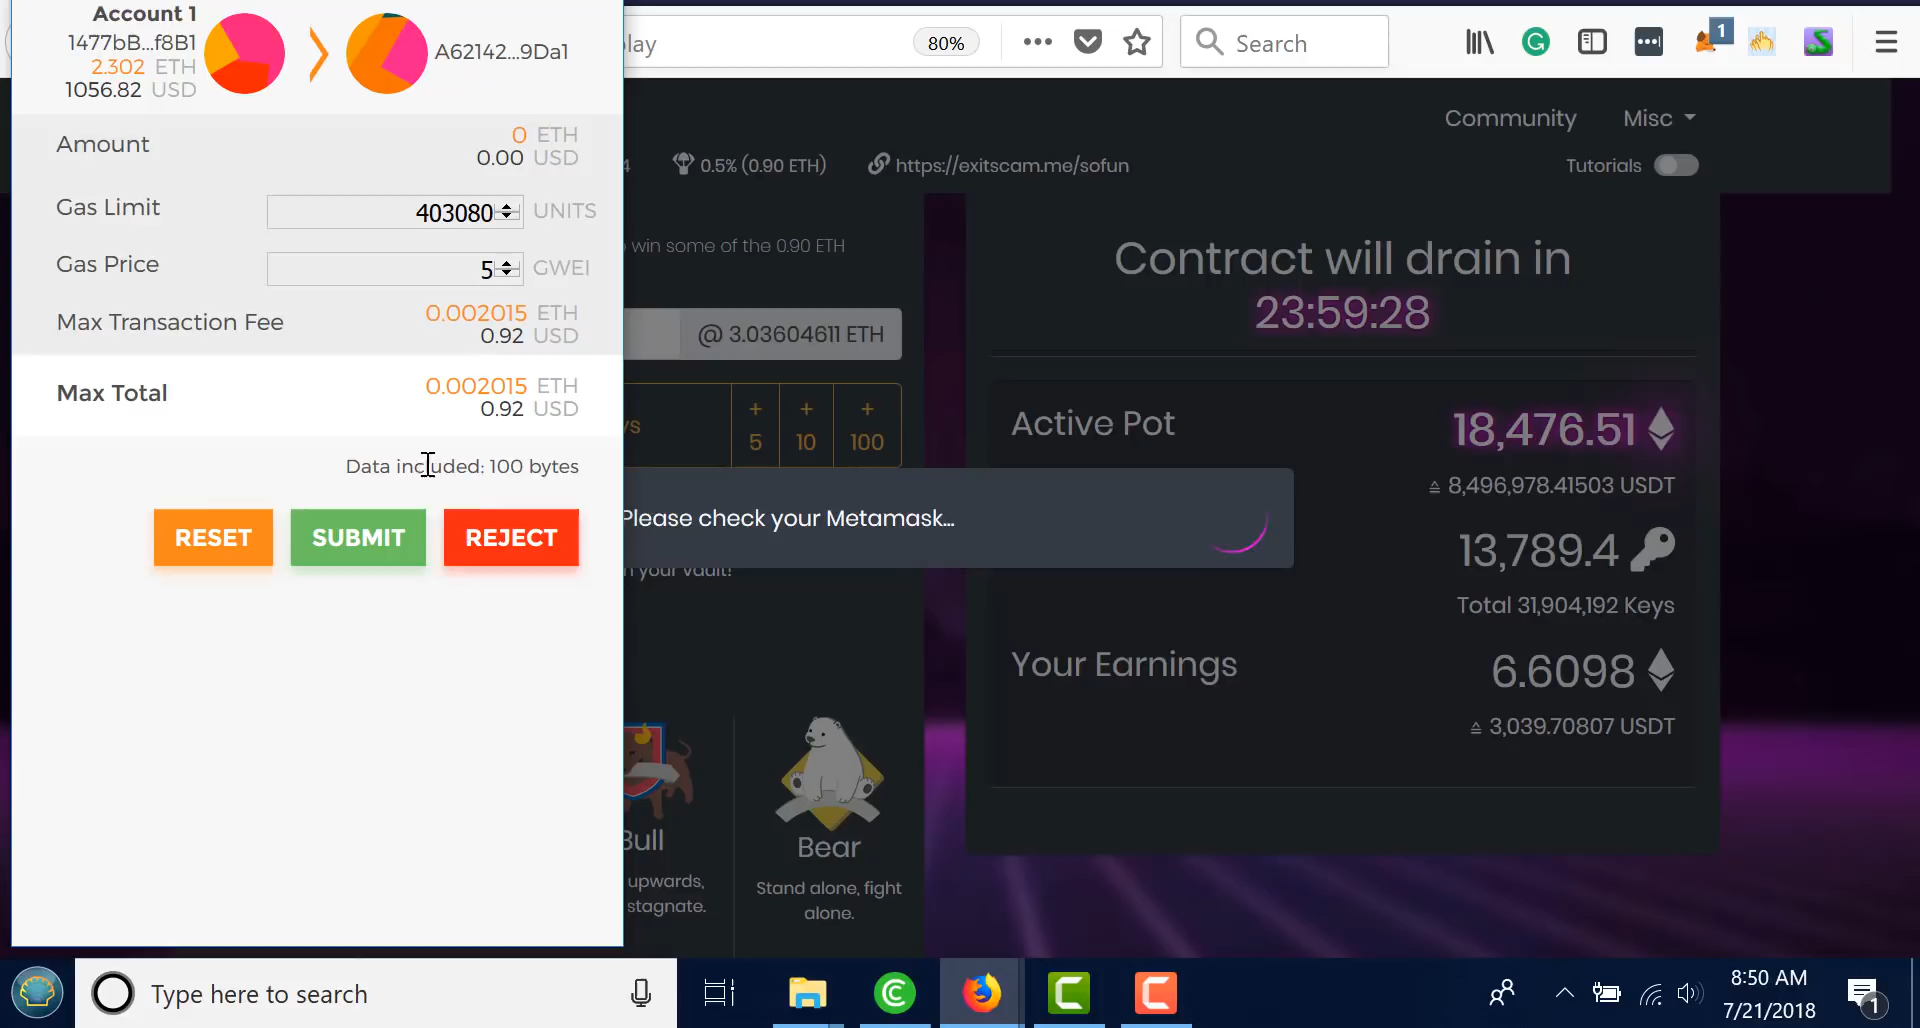 Account 1
1477bB...f8B1
2.302 ETH
1056.82 USD
A62142...9Da1
Amount
0 ETH
0.00 USD
Gas Limit
403080 UNITS
Gas Price
5 GWEI
Max Transaction Fee
0.002015 ETH
0.92 USD
Max Total
0.002015 ETH
0.92 USD
Data included: 100 bytes
RESET SUBMIT REJECT
lay
80%
Search
1
Community Misc
4 0.5% (0.90 ETH) https://exitscam.me/sofun
Tutorials
win some of the 0.90 ETH
@ 3.03604611 ETH
+ + +
5 10 100
Please check your Metamask...
your vault!
Bull
upwards,
stagnate.
Bear
Stand alone, fight
alone.
Contract will drain in
23:59:28
Active Pot
18,476.51
≙ 8,496,978.41503 USDT
13,789.4
Total 31,904,192 Keys
Your Earnings
6.6098
≙ 3,039.70807 USDT
Type here to search
8:50 AM
7/21/2018
1